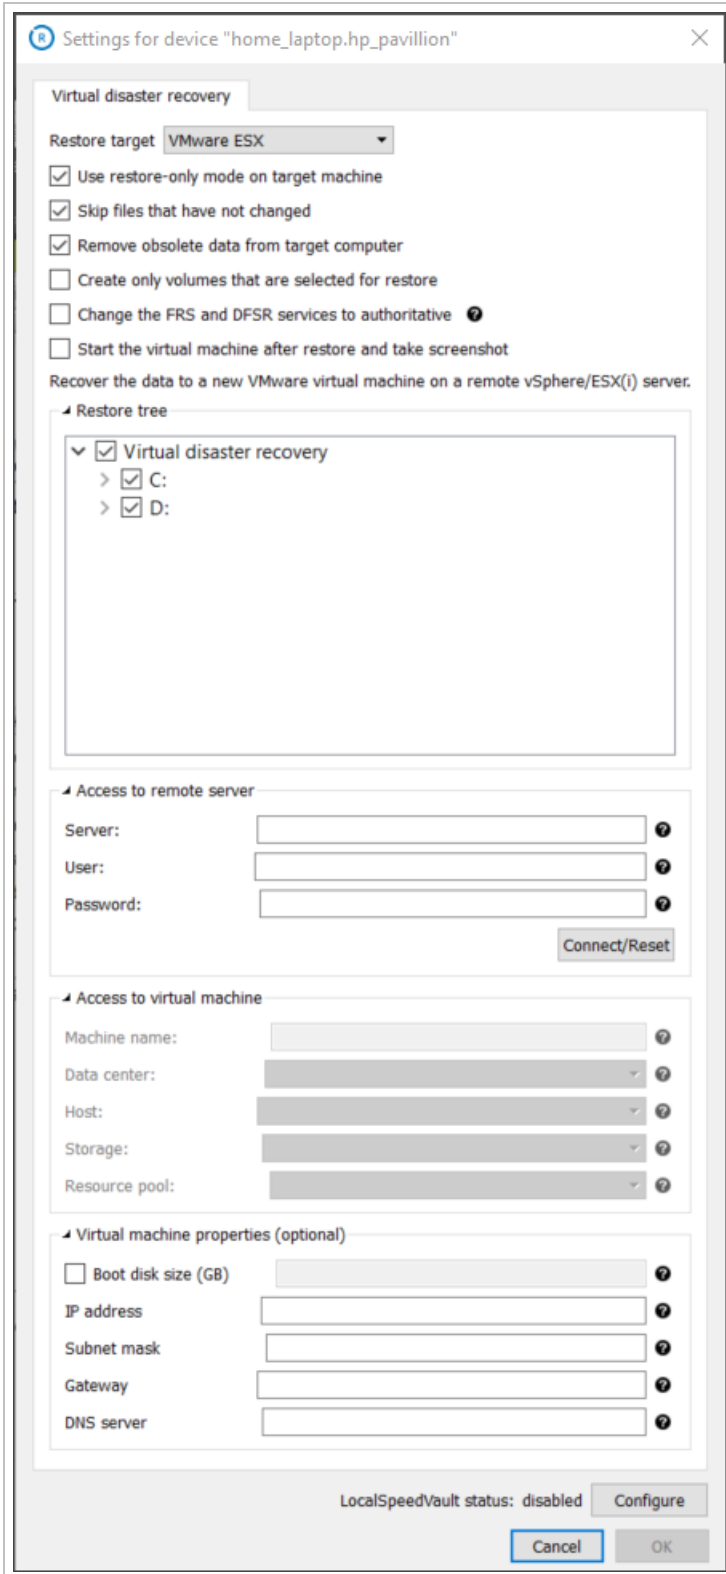 R Settings for device "home_laptop.hp_pavillion"
Virtual disaster recovery
Restore target VMware ESX
Use restore-only mode on target machine
Skip files that have not changed
Remove obsolete data from target computer
Create only volumes that are selected for restore
Change the FRS and DFSR services to authoritative ?
Start the virtual machine after restore and take screenshot
Recover the data to a new VMware virtual machine on a remote vSphere/ESX(i) server.
Restore tree
Virtual disaster recovery
C:
D:
Access to remote server
Server: ?
User: ?
Password: ?
Connect/Reset
Access to virtual machine
Machine name: ?
Data center: ?
Host: ?
Storage: ?
Resource pool: ?
Virtual machine properties (optional)
Boot disk size (GB) ?
IP address ?
Subnet mask ?
Gateway ?
DNS server ?
LocalSpeedVault status: disabled Configure
Cancel OK